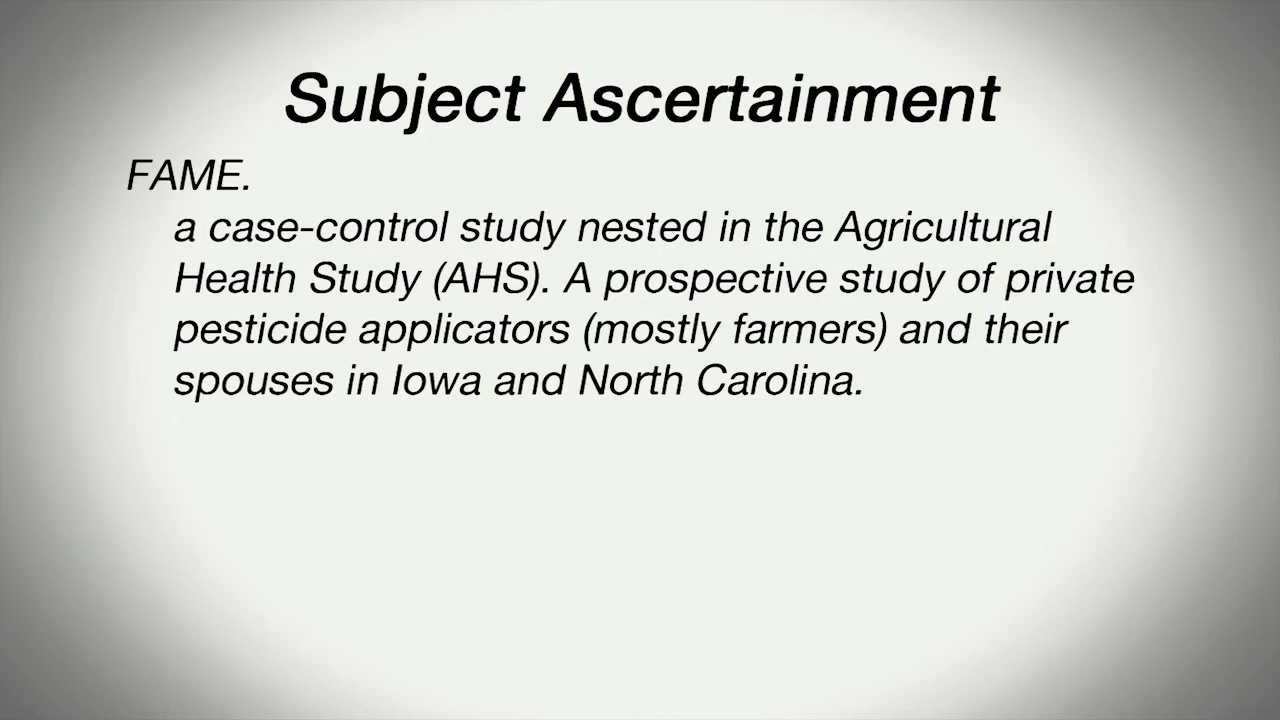 Subject Ascertainment
FAME.
a case-control study nested in the Agricultural
Health Study (AHS). A prospective study of private
pesticide applicators (mostly farmers) and their
spouses in Iowa and North Carolina.